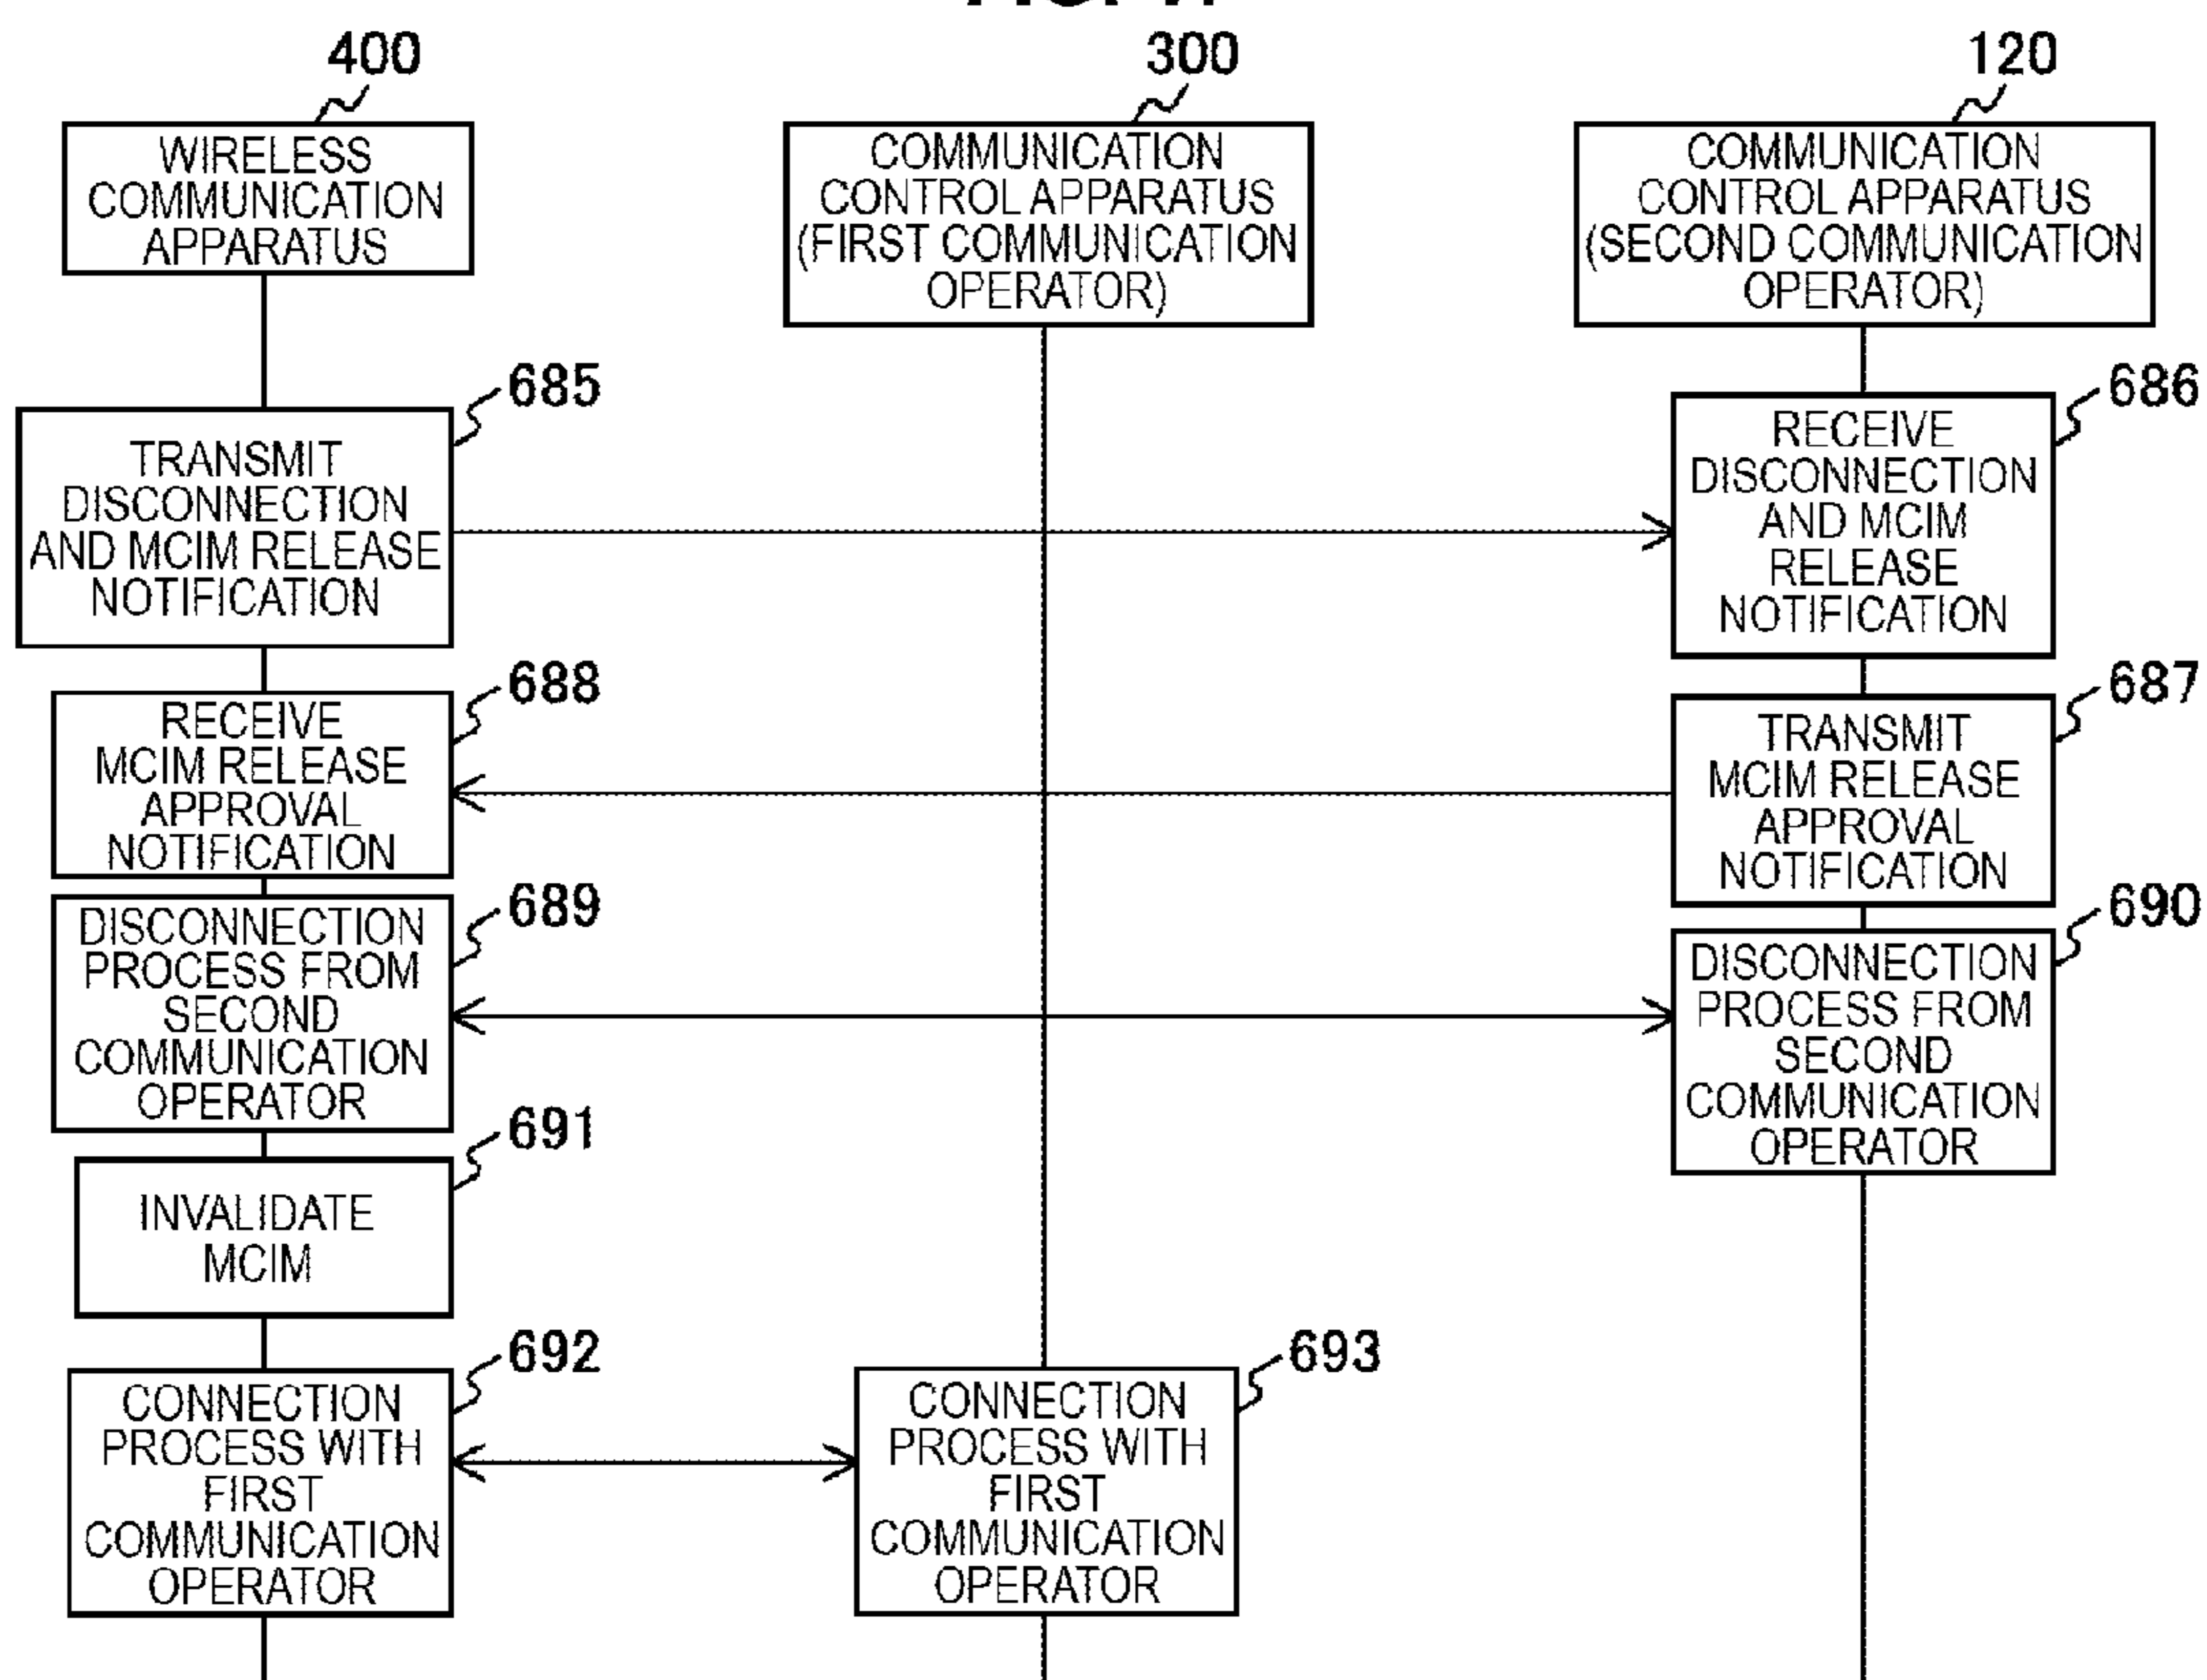 400
300
120
WIRELESS
COMMUNICATION
APPARATUS
COMMUNICATION
CONTROL APPARATUS
(FIRST COMMUNICATION
OPERATOR)
COMMUNICATION
CONTROL APPARATUS
(SECOND COMMUNICATION
OPERATOR)
685
TRANSMIT
DISCONNECTION
AND MCIM RELEASE
NOTIFICATION
686
RECEIVE
DISCONNECTION
AND MCIM
RELEASE
NOTIFICATION
687
TRANSMIT
MCIM RELEASE
APPROVAL
NOTIFICATION
688
RECEIVE
MCIM RELEASE
APPROVAL
NOTIFICATION
689
DISCONNECTION
PROCESS FROM
SECOND
COMMUNICATION
OPERATOR
690
DISCONNECTION
PROCESS FROM
SECOND
COMMUNICATION
OPERATOR
691
INVALIDATE
MCIM
692
CONNECTION
PROCESS WITH
FIRST
COMMUNICATION
OPERATOR
693
CONNECTION
PROCESS WITH
FIRST
COMMUNICATION
OPERATOR